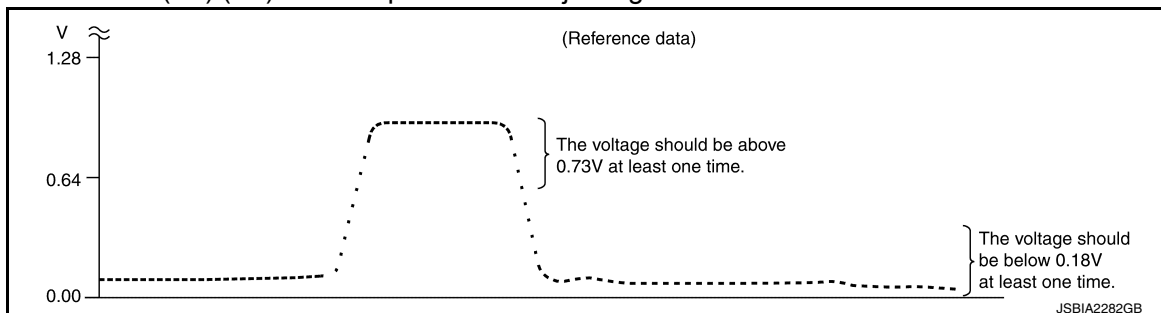 V
(Reference data)
1.28
The voltage should be above
0.73V at least one time.
0.64
The voltage should
be below 0.18V
at least one time.
0.00
JSBIA2282GB